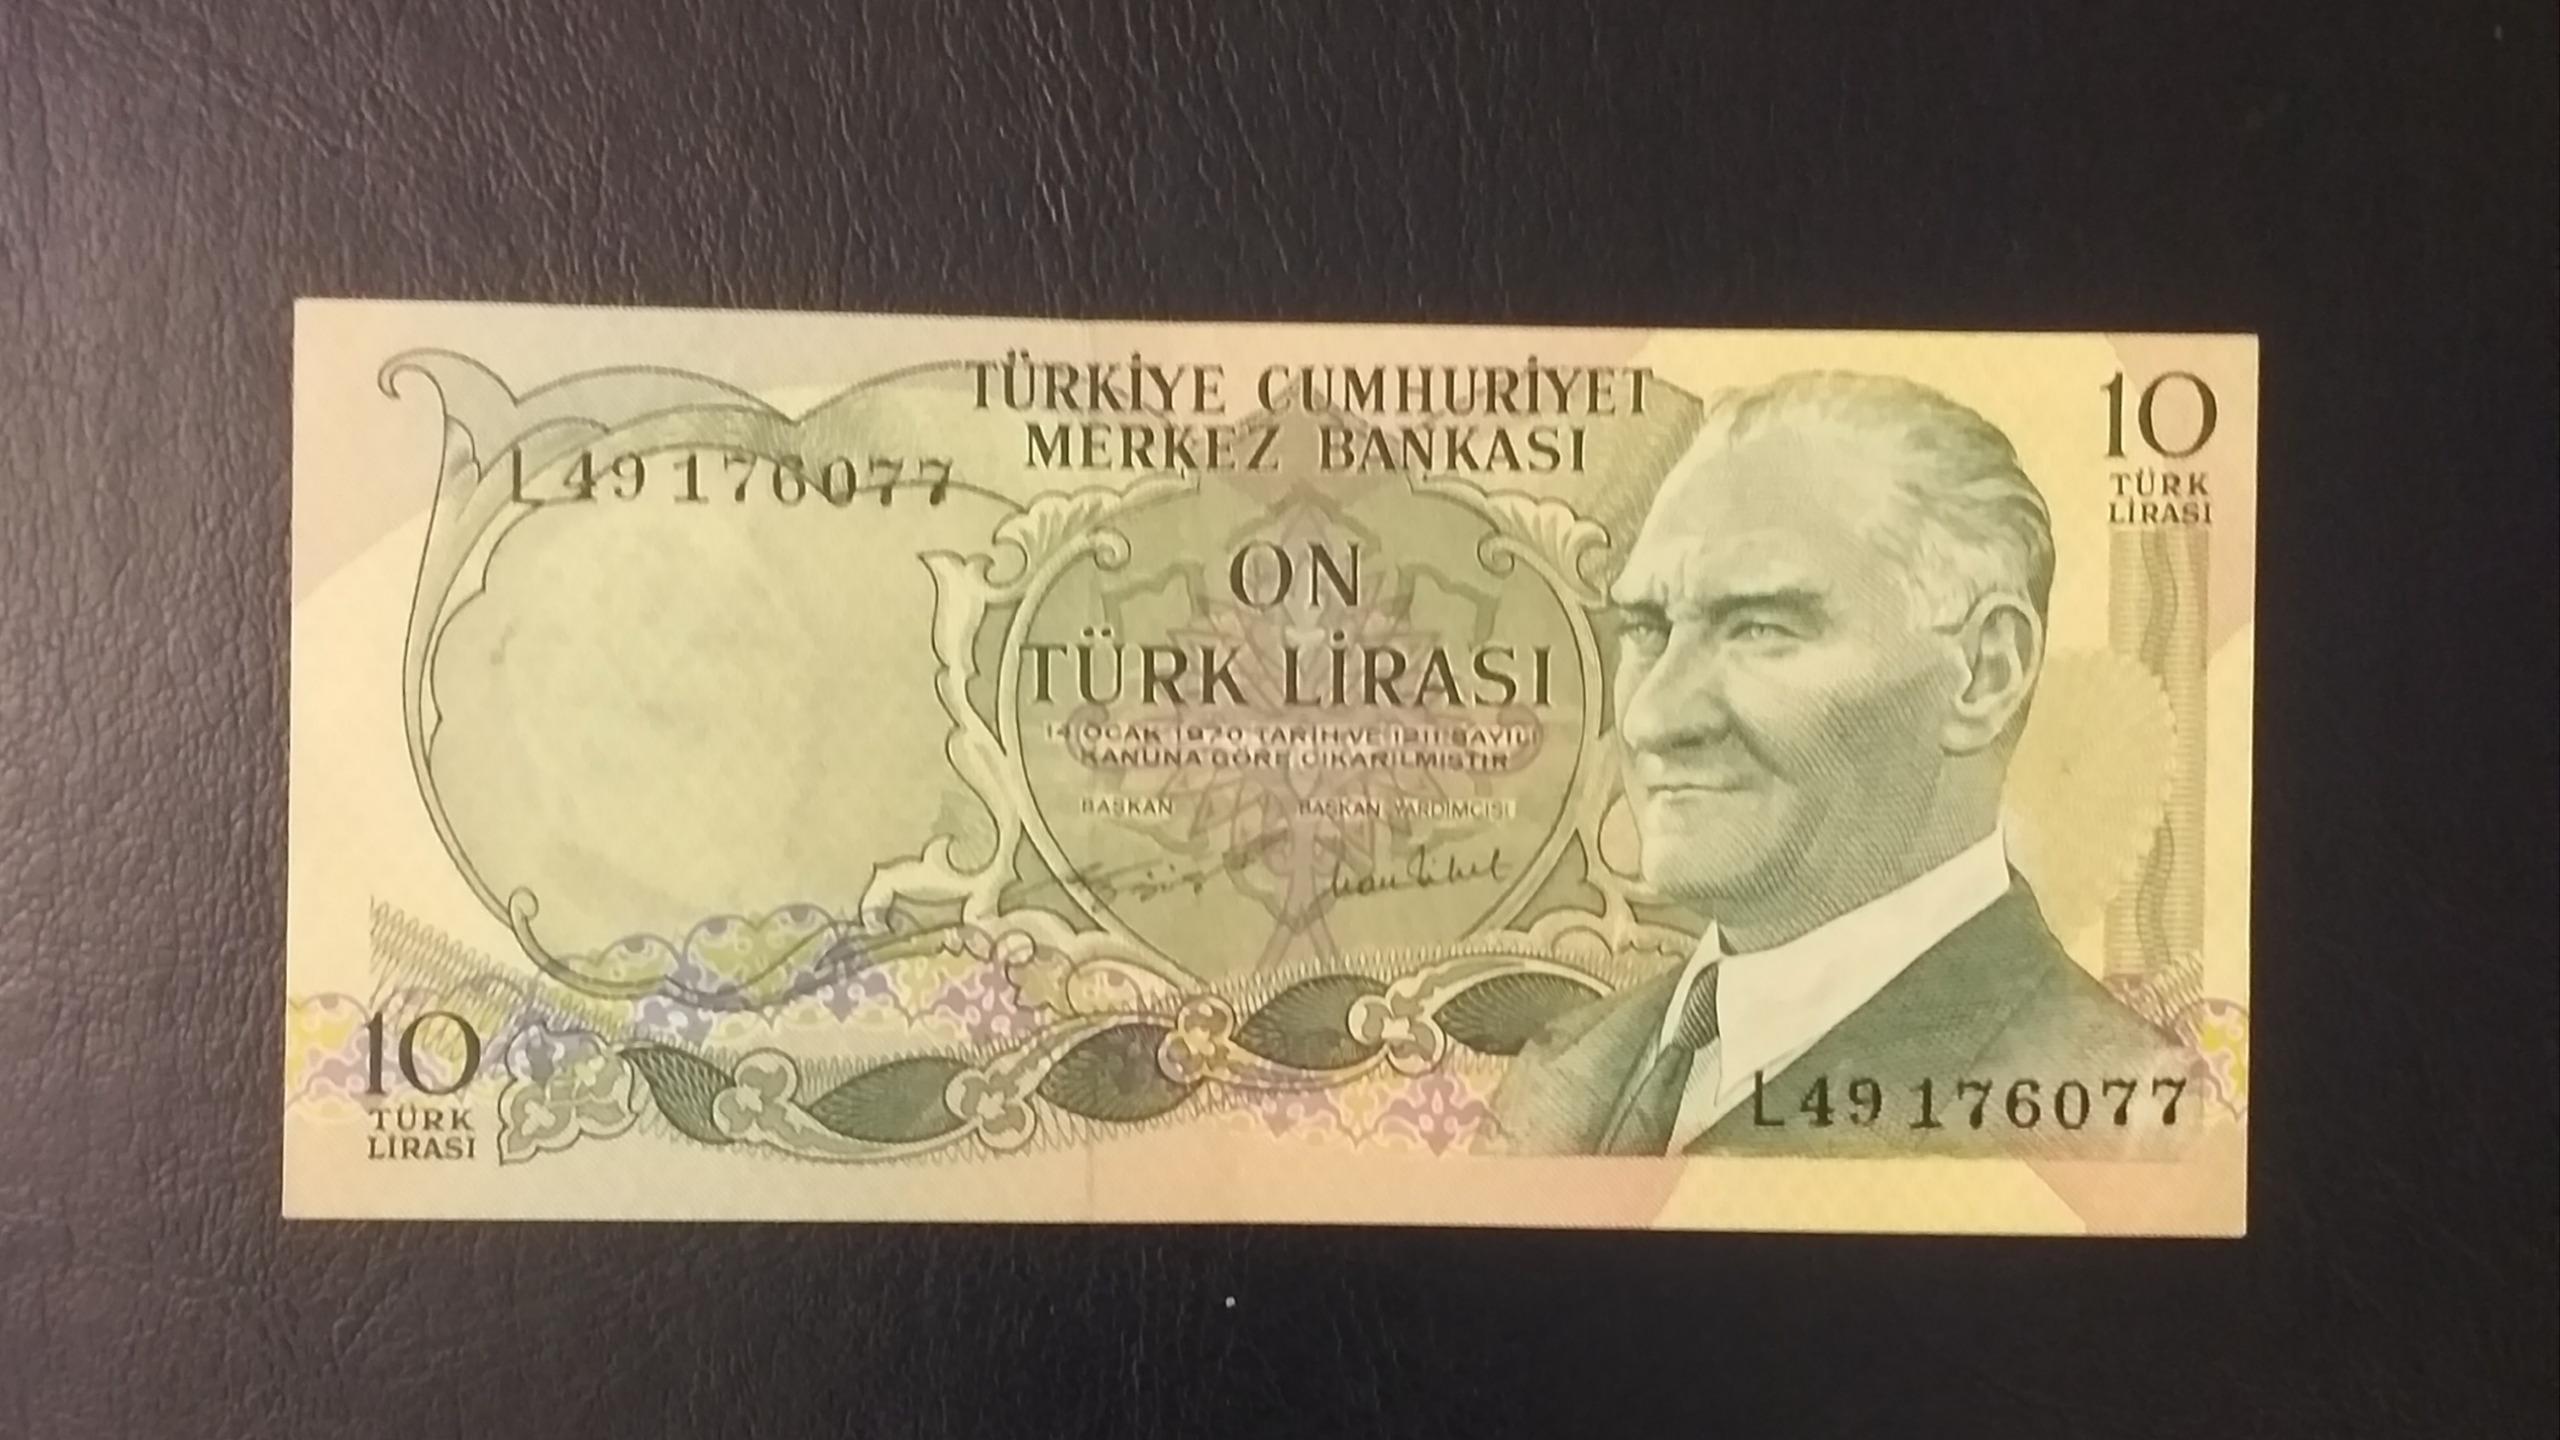 TÜRKİYE CUMHURİYET
MERKEZ BANKASI
10
TÜRK
LİRASI
L49 176077
ON
TÜRK LİRASI
14 OCAK 1970 TARİH VE 1211 SAYILI
KANUNA GÖRE ÇIKARILMIŞTIR
BAŞKAN BAŞKAN YARDIMCISI
10
TÜRK
LİRASI
L49 176077